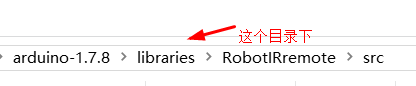 这个目录下
arduino-1.7.8 > libraries > RobotIRremote > src